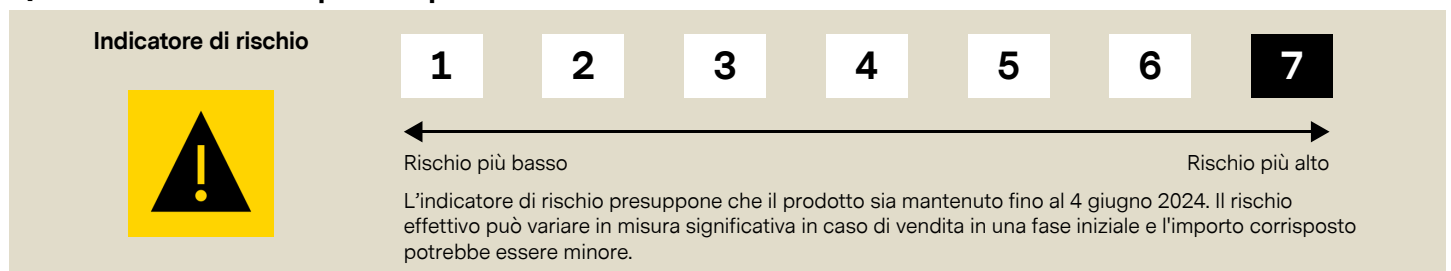 Indicatore di rischio
1 2 3 4 5 6 7
Rischio più basso Rischio più alto
L'indicatore di rischio presuppone che il prodotto sia mantenuto fino al 4 giugno 2024. Il rischio
effettivo può variare in misura significativa in caso di vendita in una fase iniziale e l'importo corrisposto
potrebbe essere minore.